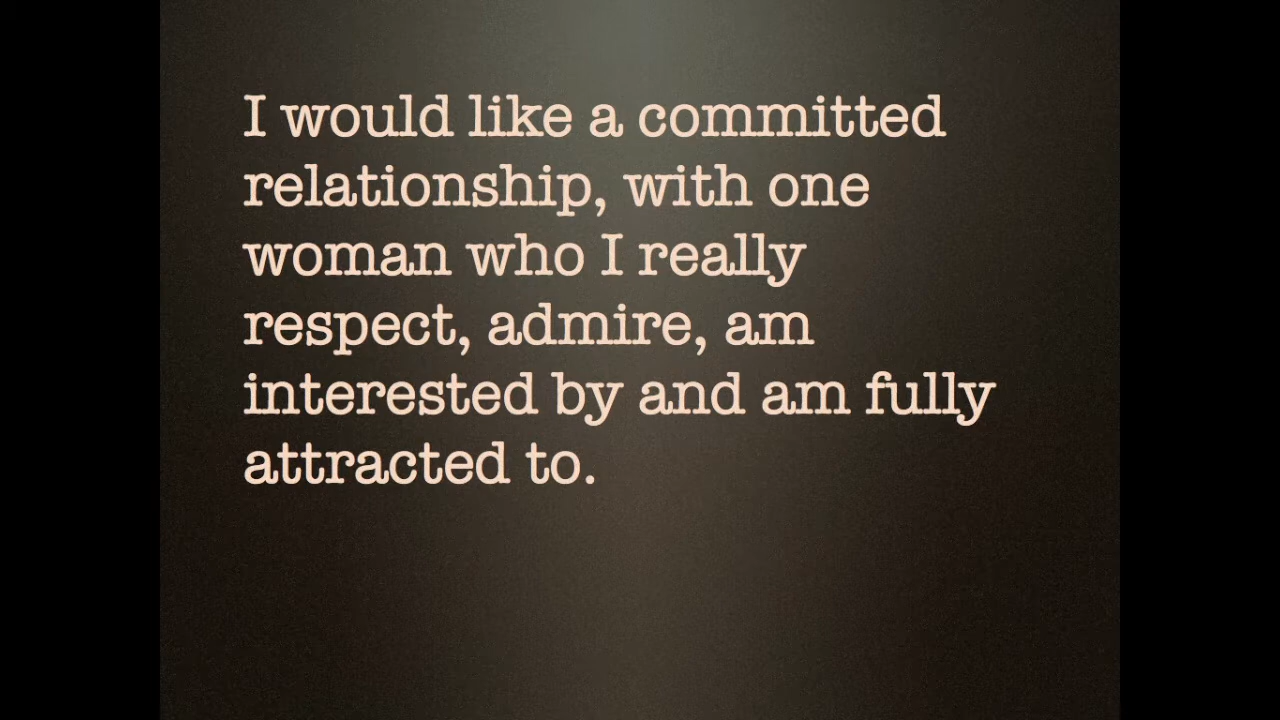 I would like a committed
relationship, with one
woman who I really
respect, admire, am
interested by and am fully
attracted to.